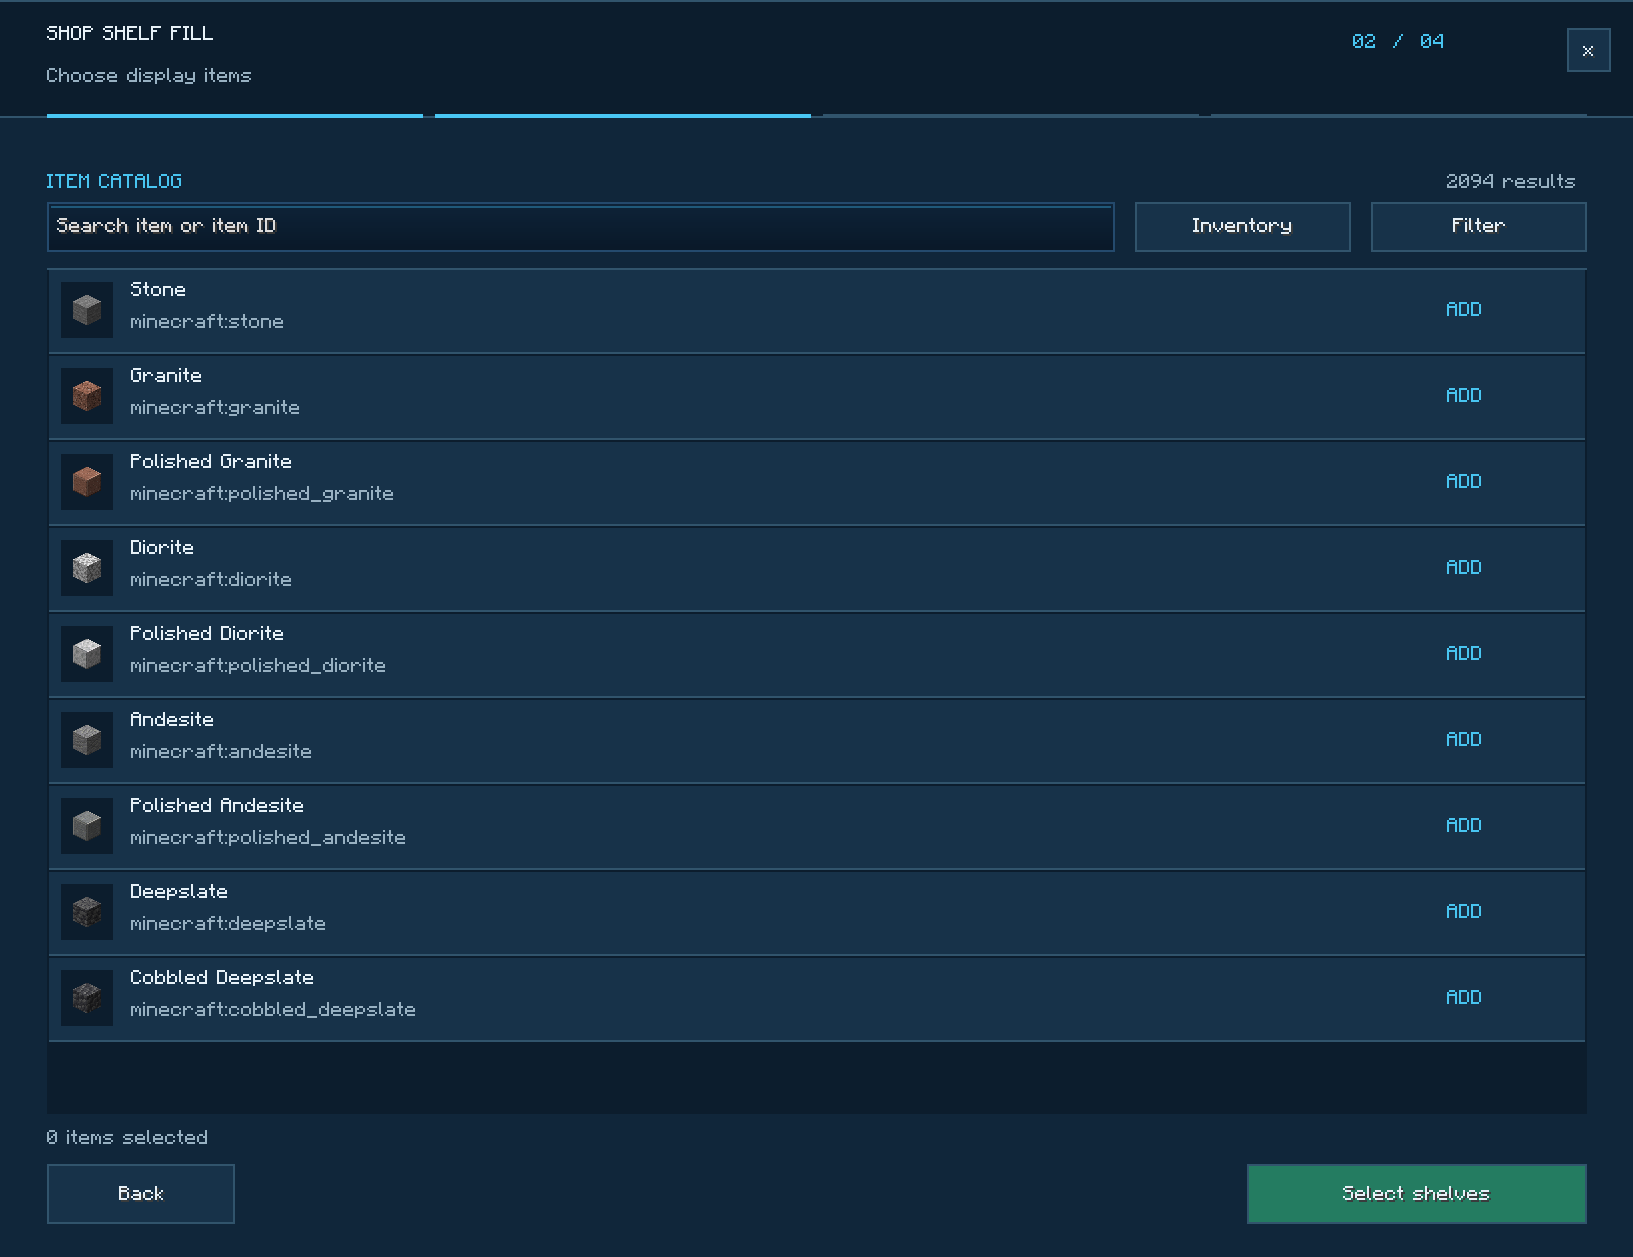 SHOP SHELF FILL
02 / 04
x
Choose display items
ITEM CATALOG
2094 results
Search item or item ID
Inventory
Filter
Stone
minecraft:stone
ADD
Granite
minecraft:granite
ADD
Polished Granite
minecraft:polished_granite
ADD
Diorite
minecraft:diorite
ADD
Polished Diorite
minecraft:polished_diorite
ADD
Andesite
minecraft:andesite
ADD
Polished Andesite
minecraft:polished_andesite
ADD
Deepslate
minecraft:deepslate
ADD
Cobbled Deepslate
minecraft:cobbled_deepslate
ADD
0 items selected
Back
Select shelves